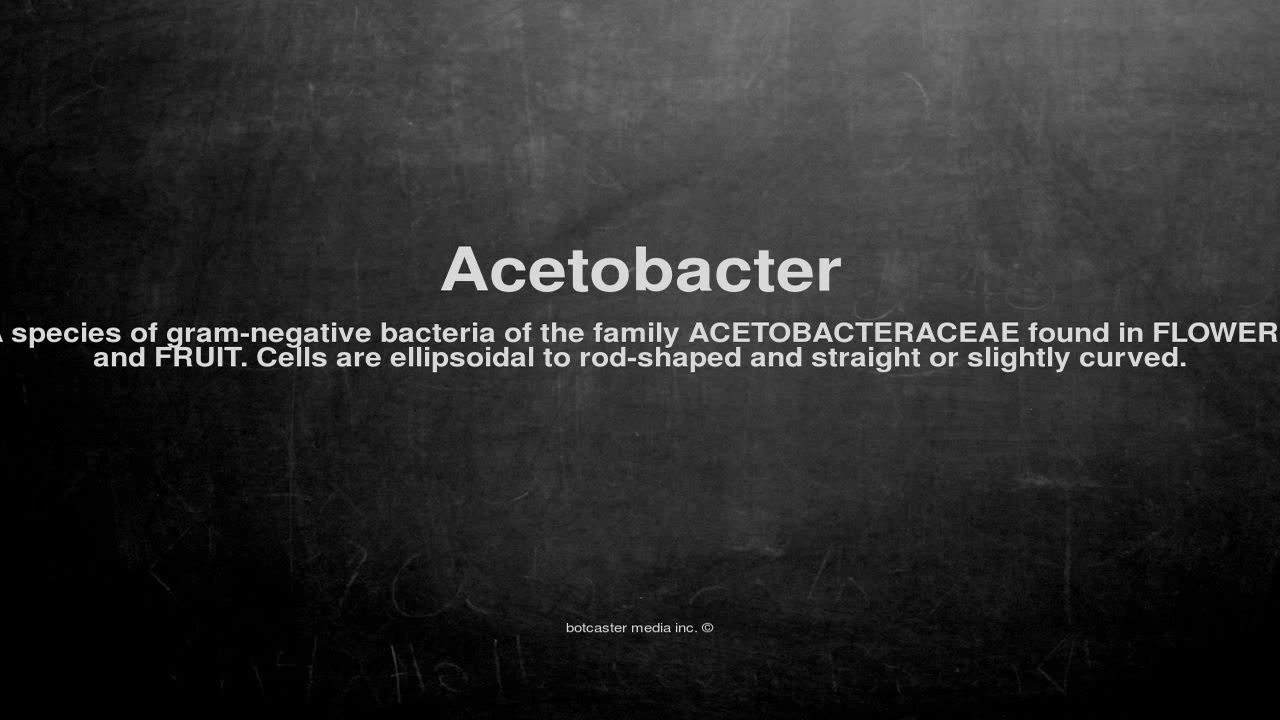 Acetobacter
A species of gram-negative bacteria of the family ACETOBACTERACEAE found in FLOWER
and FRUIT. Cells are ellipsoidal to rod-shaped and straight or slightly curved.
botcaster media inc. ©